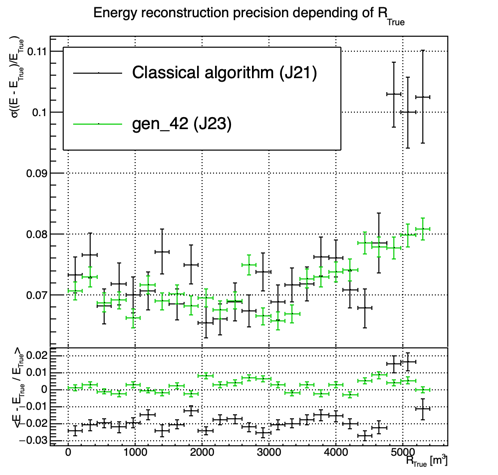 Energy reconstruction precision depending of R_True
σ((E - E_True)/E_True)
0.11
0.1
0.09
0.08
0.07
Classical algorithm (J21)
gen_42 (J23)
<E - E_True / E_True>
0.02
0.01
0
−0.01
−0.02
−0.03
0 1000 2000 3000 4000 5000
R_True [m³]